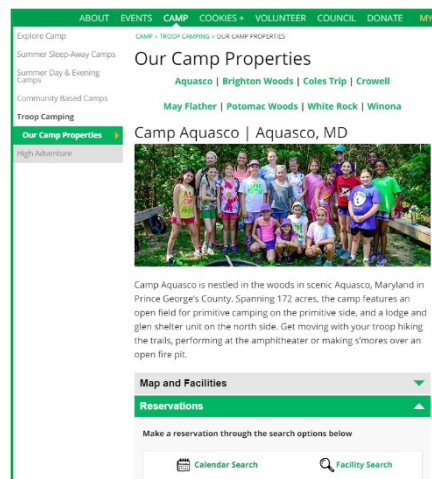 ABOUT EVENTS CAMP COOKIES + VOLUNTEER COUNCIL DONATE MY
Explore Camp
Summer Sleep-Away Camps
Summer Day & Evening
Camps
Community Based Camps
Troop Camping
Our Camp Properties
High Adventure
CAMP > TROOP CAMPING > OUR CAMP PROPERTIES
Our Camp Properties
Aquasco | Brighton Woods | Coles Trip | Crowell
May Flather | Potomac Woods | White Rock | Winona
Camp Aquasco | Aquasco, MD
Camp Aquasco is nestled in the woods in scenic Aquasco, Maryland in
Prince George's County. Spanning 172 acres, the camp features an
open field for primitive camping on the primitive side, and a lodge and
glen shelter unit on the north side. Get moving with your troop hiking
the trails, performing at the amphitheater or making s'mores over an
open fire pit.
Map and Facilities
Reservations
Make a reservation through the search options below
Calendar Search Facility Search